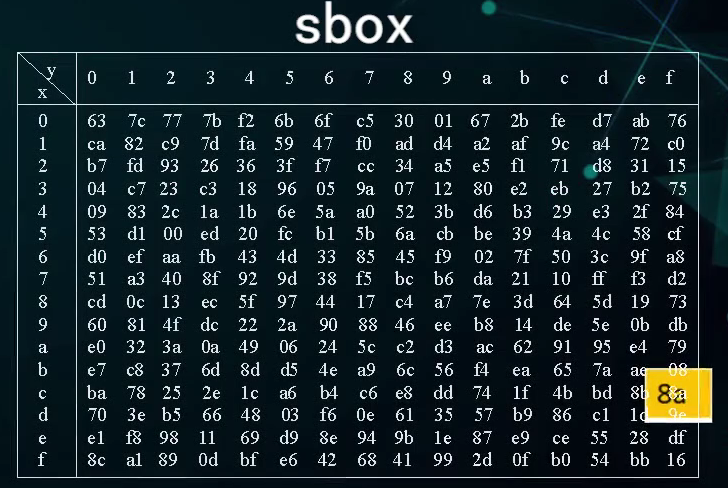 sbox
y
x
0 1 2 3 4 5 6 7 8 9 a b c d e f
0 63 7c 77 7b f2 6b 6f c5 30 01 67 2b fe d7 ab 76
1 ca 82 c9 7d fa 59 47 f0 ad d4 a2 af 9c a4 72 c0
2 b7 fd 93 26 36 3f f7 cc 34 a5 e5 f1 71 d8 31 15
3 04 c7 23 c3 18 96 05 9a 07 12 80 e2 eb 27 b2 75
4 09 83 2c 1a 1b 6e 5a a0 52 3b d6 b3 29 e3 2f 84
5 53 d1 00 ed 20 fc b1 5b 6a cb be 39 4a 4c 58 cf
6 d0 ef aa fb 43 4d 33 85 45 f9 02 7f 50 3c 9f a8
7 51 a3 40 8f 92 9d 38 f5 bc b6 da 21 10 ff f3 d2
8 cd 0c 13 ec 5f 97 44 17 c4 a7 7e 3d 64 5d 19 73
9 60 81 4f dc 22 2a 90 88 46 ee b8 14 de 5e 0b db
a e0 32 3a 0a 49 06 24 5c c2 d3 ac 62 91 95 e4 79
b e7 c8 37 6d 8d d5 4e a9 6c 56 f4 ea 65 7a ae 08
c ba 78 25 2e 1c a6 b4 c6 e8 dd 74 1f 4b bd 8b 8a
8a
d 70 3e b5 66 48 03 f6 0e 61 35 57 b9 86 c1 1d 9e
e e1 f8 98 11 69 d9 8e 94 9b 1e 87 e9 ce 55 28 df
f 8c a1 89 0d bf e6 42 68 41 99 2d 0f b0 54 bb 16